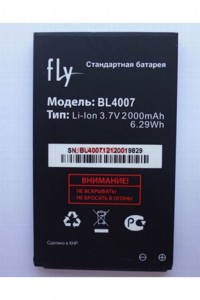 fly
Стандартная батарея
Модель: BL4007
Тип: Li-Ion 3.7V 2000mAh
6.29Wh
SN:BL400712120019829
ВНИМАНИЕ!
НЕ ВСКРЫВАТЬ!
НЕ БРОСАТЬ В ОГОНЬ!
Сделано в КНР